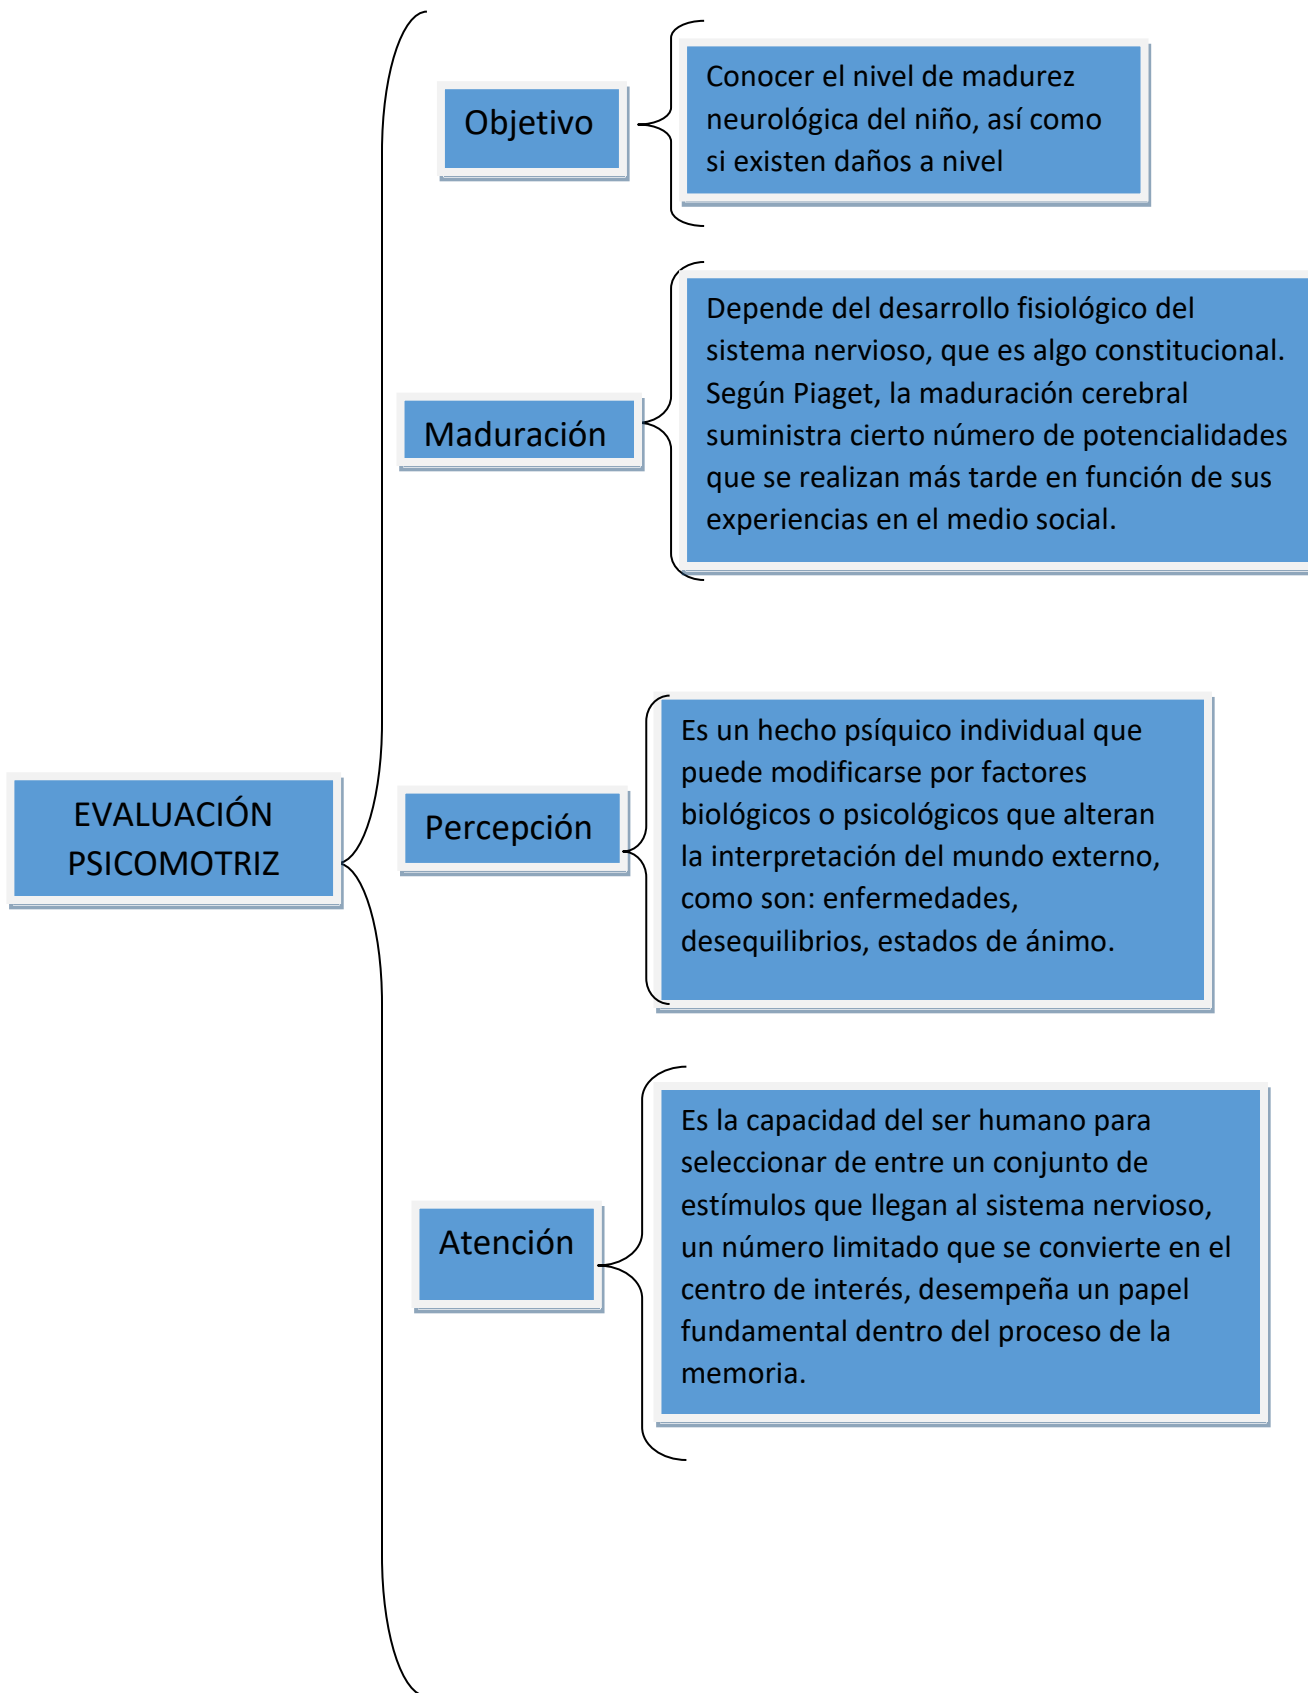 Objetivo
Conocer el nivel de madurez
neurológica del niño, así como
si existen daños a nivel
Maduración
Depende del desarrollo fisiológico del
sistema nervioso, que es algo constitucional.
Según Piaget, la maduración cerebral
suministra cierto número de potencialidades
que se realizan más tarde en función de sus
experiencias en el medio social.
EVALUACIÓN
PSICOMOTRIZ
Percepción
Es un hecho psíquico individual que
puede modificarse por factores
biológicos o psicológicos que alteran
la interpretación del mundo externo,
como son: enfermedades,
desequilibrios, estados de ánimo.
Atención
Es la capacidad del ser humano para
seleccionar de entre un conjunto de
estímulos que llegan al sistema nervioso,
un número limitado que se convierte en el
centro de interés, desempeña un papel
fundamental dentro del proceso de la
memoria.